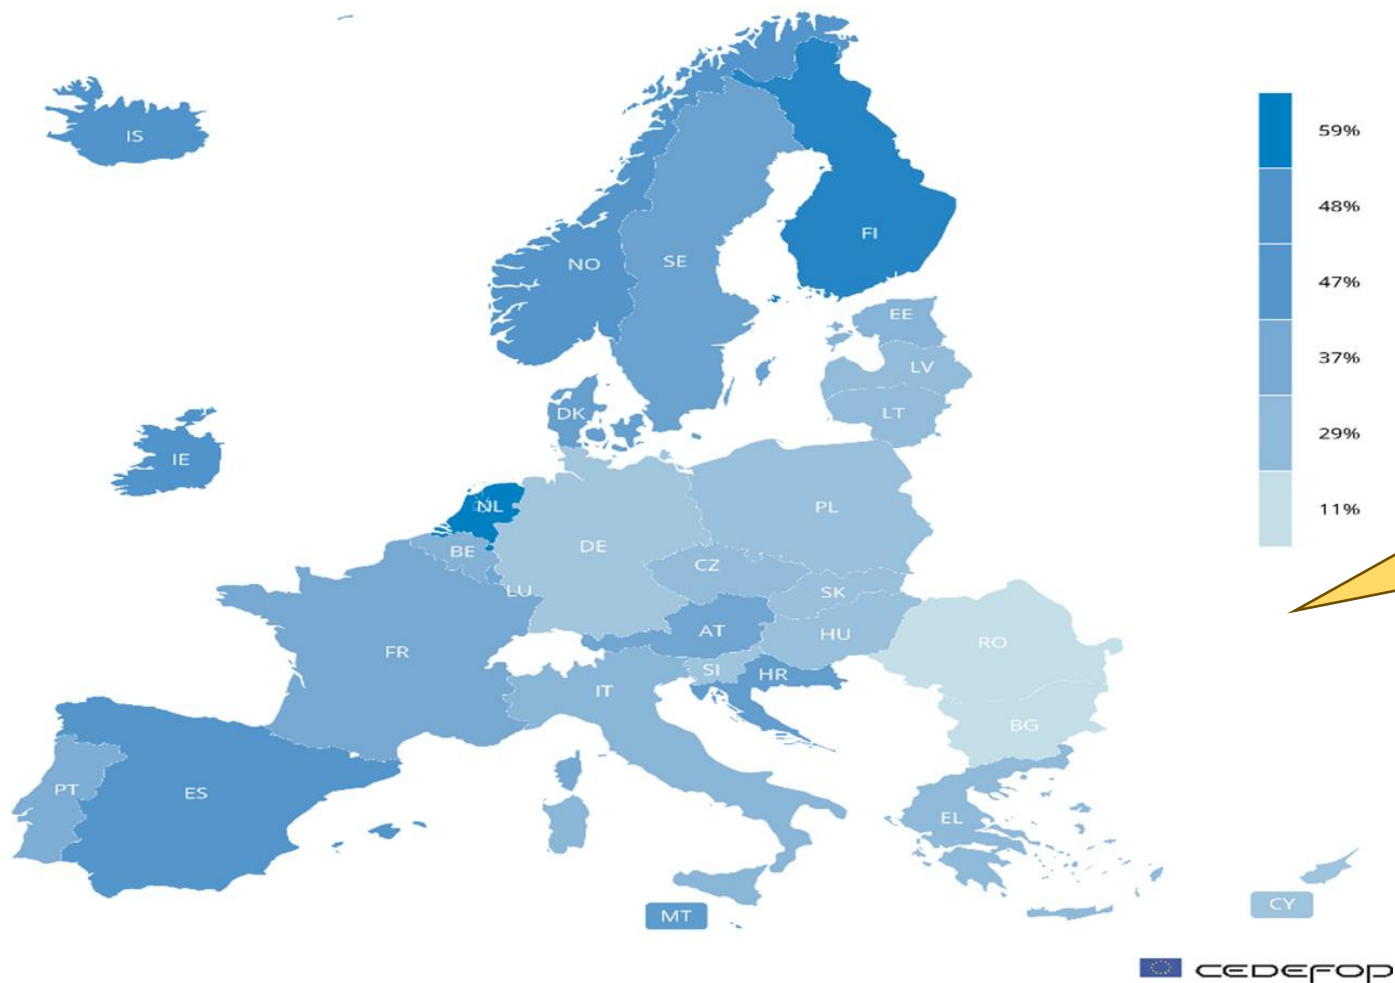 IS
FI
NO
SE
EE
LV
DK
LT
IE
NL
PL
BE
DE
CZ
LU
SK
AT
HU
FR
RO
SI
HR
IT
BG
PT
ES
EL
MT
CY
59%
48%
47%
37%
29%
11%
CEDEFOP